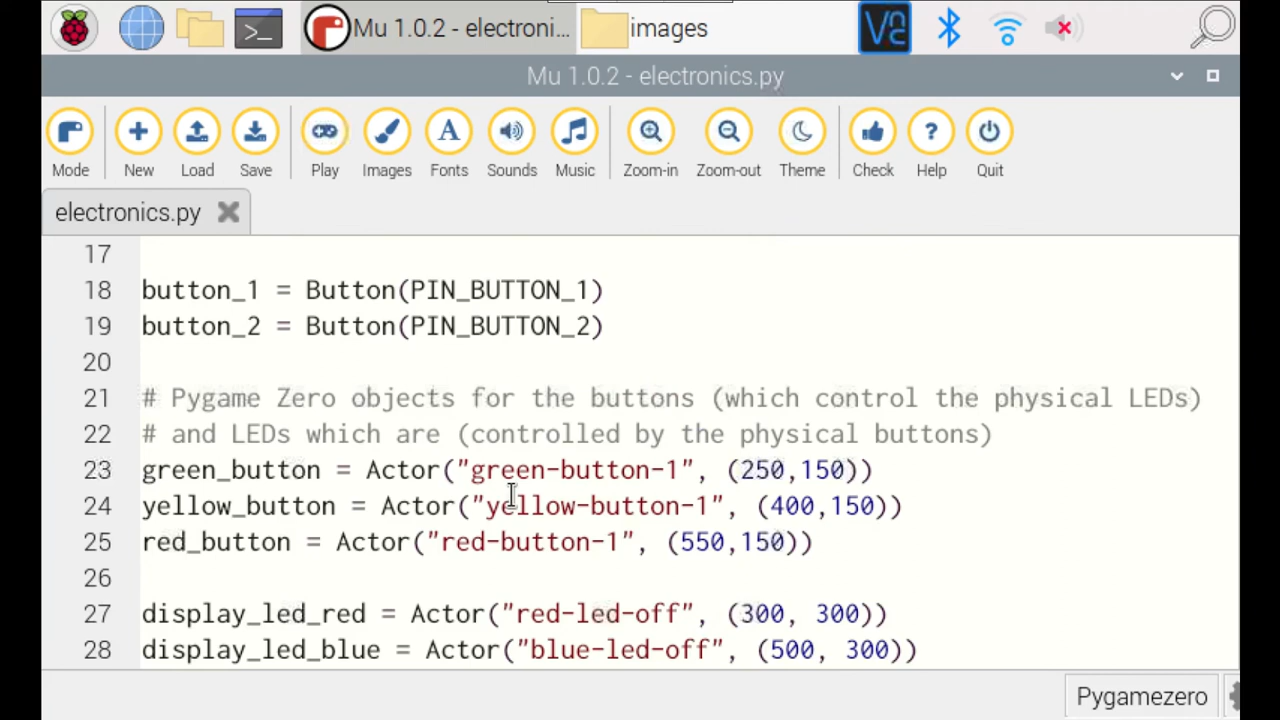 Mu 1.0.2 - electroni...
images
Mu 1.0.2 - electronics.py
Mode
New
Load
Save
Play
Images
Fonts
Sounds
Music
Zoom-in
Zoom-out
Theme
Check
Help
Quit
electronics.py
17
18 button_1 = Button(PIN_BUTTON_1)
19 button_2 = Button(PIN_BUTTON_2)
20
21 # Pygame Zero objects for the buttons (which control the physical LEDs)
22 # and LEDs which are (controlled by the physical buttons)
23 green_button = Actor("green-button-1", (250,150))
24 yellow_button = Actor("yellow-button-1", (400,150))
25 red_button = Actor("red-button-1", (550,150))
26
27 display_led_red = Actor("red-led-off", (300, 300))
28 display_led_blue = Actor("blue-led-off", (500, 300))
Pygamezero